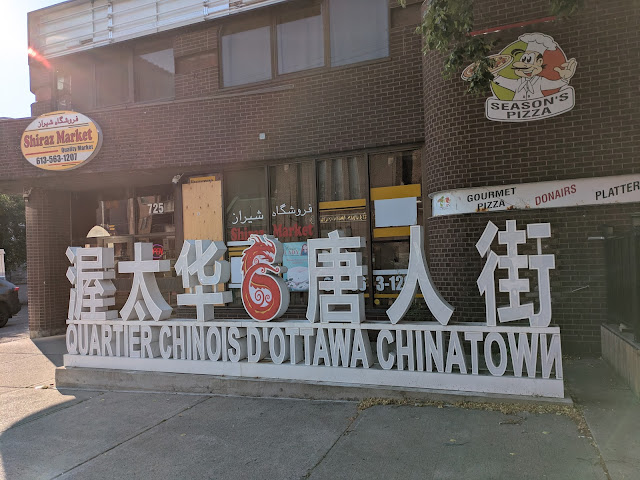 فروشگاه شیراز
Shiraz Market
Quality Market
613-563-1207
SEASON'S
PIZZA
GOURMET
PIZZA
DONAIRS
PLATTER
725
فروشگاه شیراز
Shiraz Market
渥太华唐人街
QUARTIER CHINOIS D'OTTAWA CHINATOWN